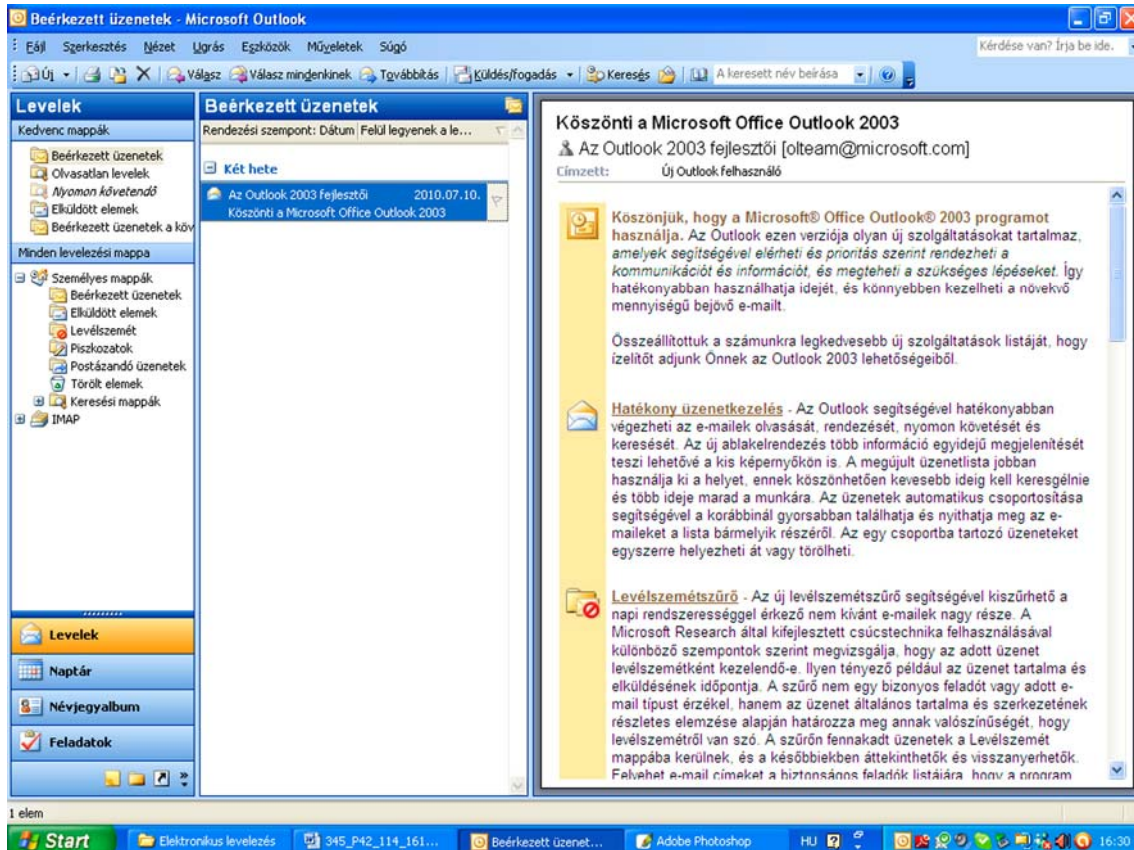 Beérkezett üzenetek - Microsoft Outlook
Fájl Szerkesztés Nézet Ugrás Eszközök Műveletek Súgó
Kérdése van? Írja be ide.
Új Válasz Válasz mindenkinek Továbbítás Küldés/fogadás Keresés A keresett név beírása
Levelek
Kedvenc mappák
Beérkezett üzenetek
Olvasatlan levelek
Nyomon követendő
Elküldött elemek
Beérkezett üzenetek a köv
Minden levelezési mappa
Személyes mappák
Beérkezett üzenetek
Elküldött elemek
Levélszemét
Piszkozatok
Postázandó üzenetek
Törölt elemek
Keresési mappák
IMAP
Levelek
Naptár
Névjegyalbum
Feladatok
Beérkezett üzenetek
Rendezési szempont: Dátum Felül legyenek a le...
Két hete
Az Outlook 2003 fejlesztői 2010.07.10.
Köszönti a Microsoft Office Outlook 2003
Köszönti a Microsoft Office Outlook 2003
Az Outlook 2003 fejlesztői [olteam@microsoft.com]
Címzett: Új Outlook felhasználó
Köszönjük, hogy a Microsoft® Office Outlook® 2003 programot
használja. Az Outlook ezen verziója olyan új szolgáltatásokat tartalmaz,
amelyek segítségével elérheti és prioritás szerint rendezheti a
kommunikációt és információt, és megteheti a szükséges lépéseket. Így
hatékonyabban használhatja idejét, és könnyebben kezelheti a növekvő
mennyiségű bejövő e-mailt.
Összeállítottuk a számunkra legkedvesebb új szolgáltatások listáját, hogy
ízelítőt adjunk Önnek az Outlook 2003 lehetőségeiből.
Hatékony üzenetkezelés - Az Outlook segítségével hatékonyabban
végezheti az e-mailek olvasását, rendezését, nyomon követését és
keresését. Az új ablakelrendezés több információ egyidejű megjelenítését
teszi lehetővé a kis képernyőkön is. A megújult üzenetlista jobban
használja ki a helyet, ennek köszönhetően kevesebb ideig kell keresgélnie
és több ideje marad a munkára. Az üzenetek automatikus csoportosítása
segítségével a korábbinál gyorsabban találhatja és nyithatja meg az e-
maileket a lista bármelyik részéről. Az egy csoportba tartozó üzeneteket
egyszerre helyezheti át vagy törölheti.
Levélszemétszűrő - Az új levélszemétszűrő segítségével kiszűrhető a
napi rendszerességgel érkező nem kívánt e-mailek nagy része. A
Microsoft Research által kifejlesztett csúcstechnika felhasználásával
különböző szempontok szerint megvizsgálja, hogy az adott üzenet
levélszemétként kezelendő-e. Ilyen tényező például az üzenet tartalma és
elküldésének időpontja. A szűrő nem egy bizonyos feladót vagy adott e-
mail típust érzékel, hanem az üzenet általános tartalma és szerkezetének
részletes elemzése alapján határozza meg annak valószínűségét, hogy
levélszemétről van szó. A szűrőn fennakadt üzenetek a Levélszemét
mappába kerülnek, és a későbbiekben áttekinthetők és visszanyerhetők.
Felvehet e-mail címeket a biztonságos feladók listájára, hogy a program
1 elem
Start Elektronikus levelezés 345_P42_114_161... Beérkezett üzenet... Adobe Photoshop HU 16:30